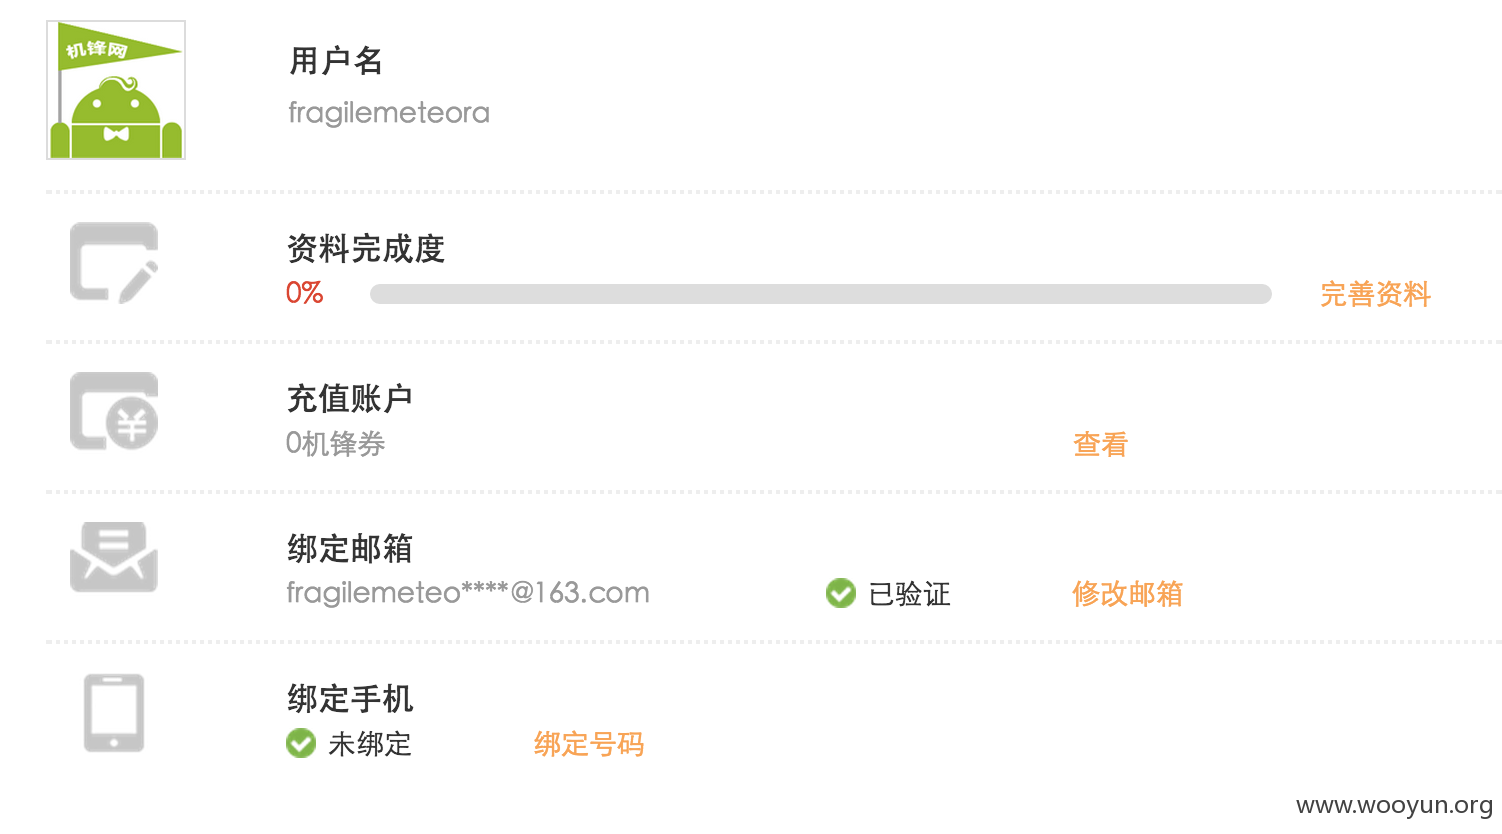 机锋网
用户名
fragilemeteora
资料完成度
0%
完善资料
充值账户
0机锋券
查看
绑定邮箱
fragilemeteo****@163.com
已验证
修改邮箱
绑定手机
未绑定
绑定号码
www.wooyun.org